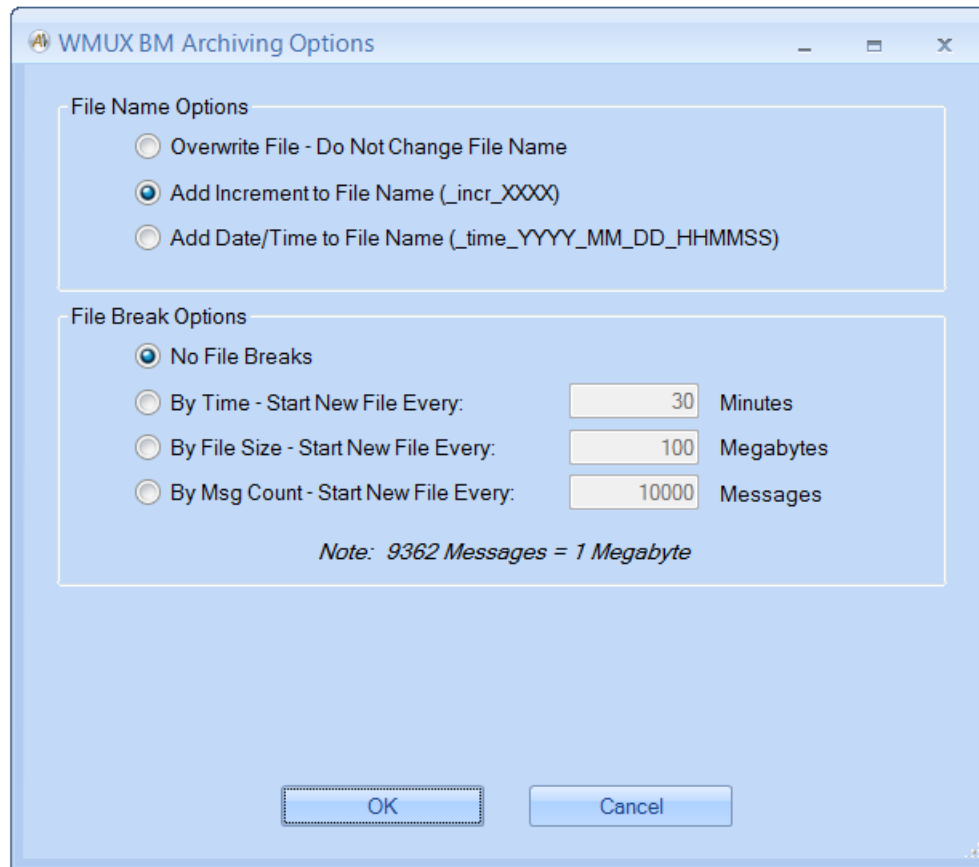 WMUX BM Archiving Options
File Name Options
Overwrite File - Do Not Change File Name
Add Increment to File Name (_incr_XXXX)
Add Date/Time to File Name (_time_YYYY_MM_DD_HHMMSS)
File Break Options
No File Breaks
By Time - Start New File Every: 30 Minutes
By File Size - Start New File Every: 100 Megabytes
By Msg Count - Start New File Every: 10000 Messages
Note: 9362 Messages = 1 Megabyte
OK Cancel